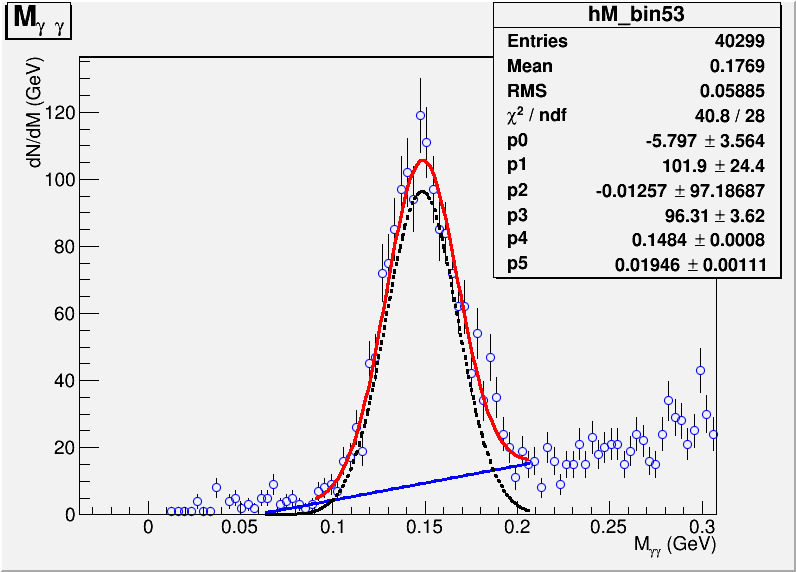 Mγ γ
hM_bin53
Entries 40299
Mean 0.1769
RMS 0.05885
χ² / ndf 40.8 / 28
p0 -5.797 ± 3.564
p1 101.9 ± 24.4
p2 -0.01257 ± 97.18687
p3 96.31 ± 3.62
p4 0.1484 ± 0.0008
p5 0.01946 ± 0.00111
dN/dM (GeV)
120
100
80
60
40
20
0
0 0.05 0.1 0.15 0.2 0.25 0.3
Mγγ (GeV)